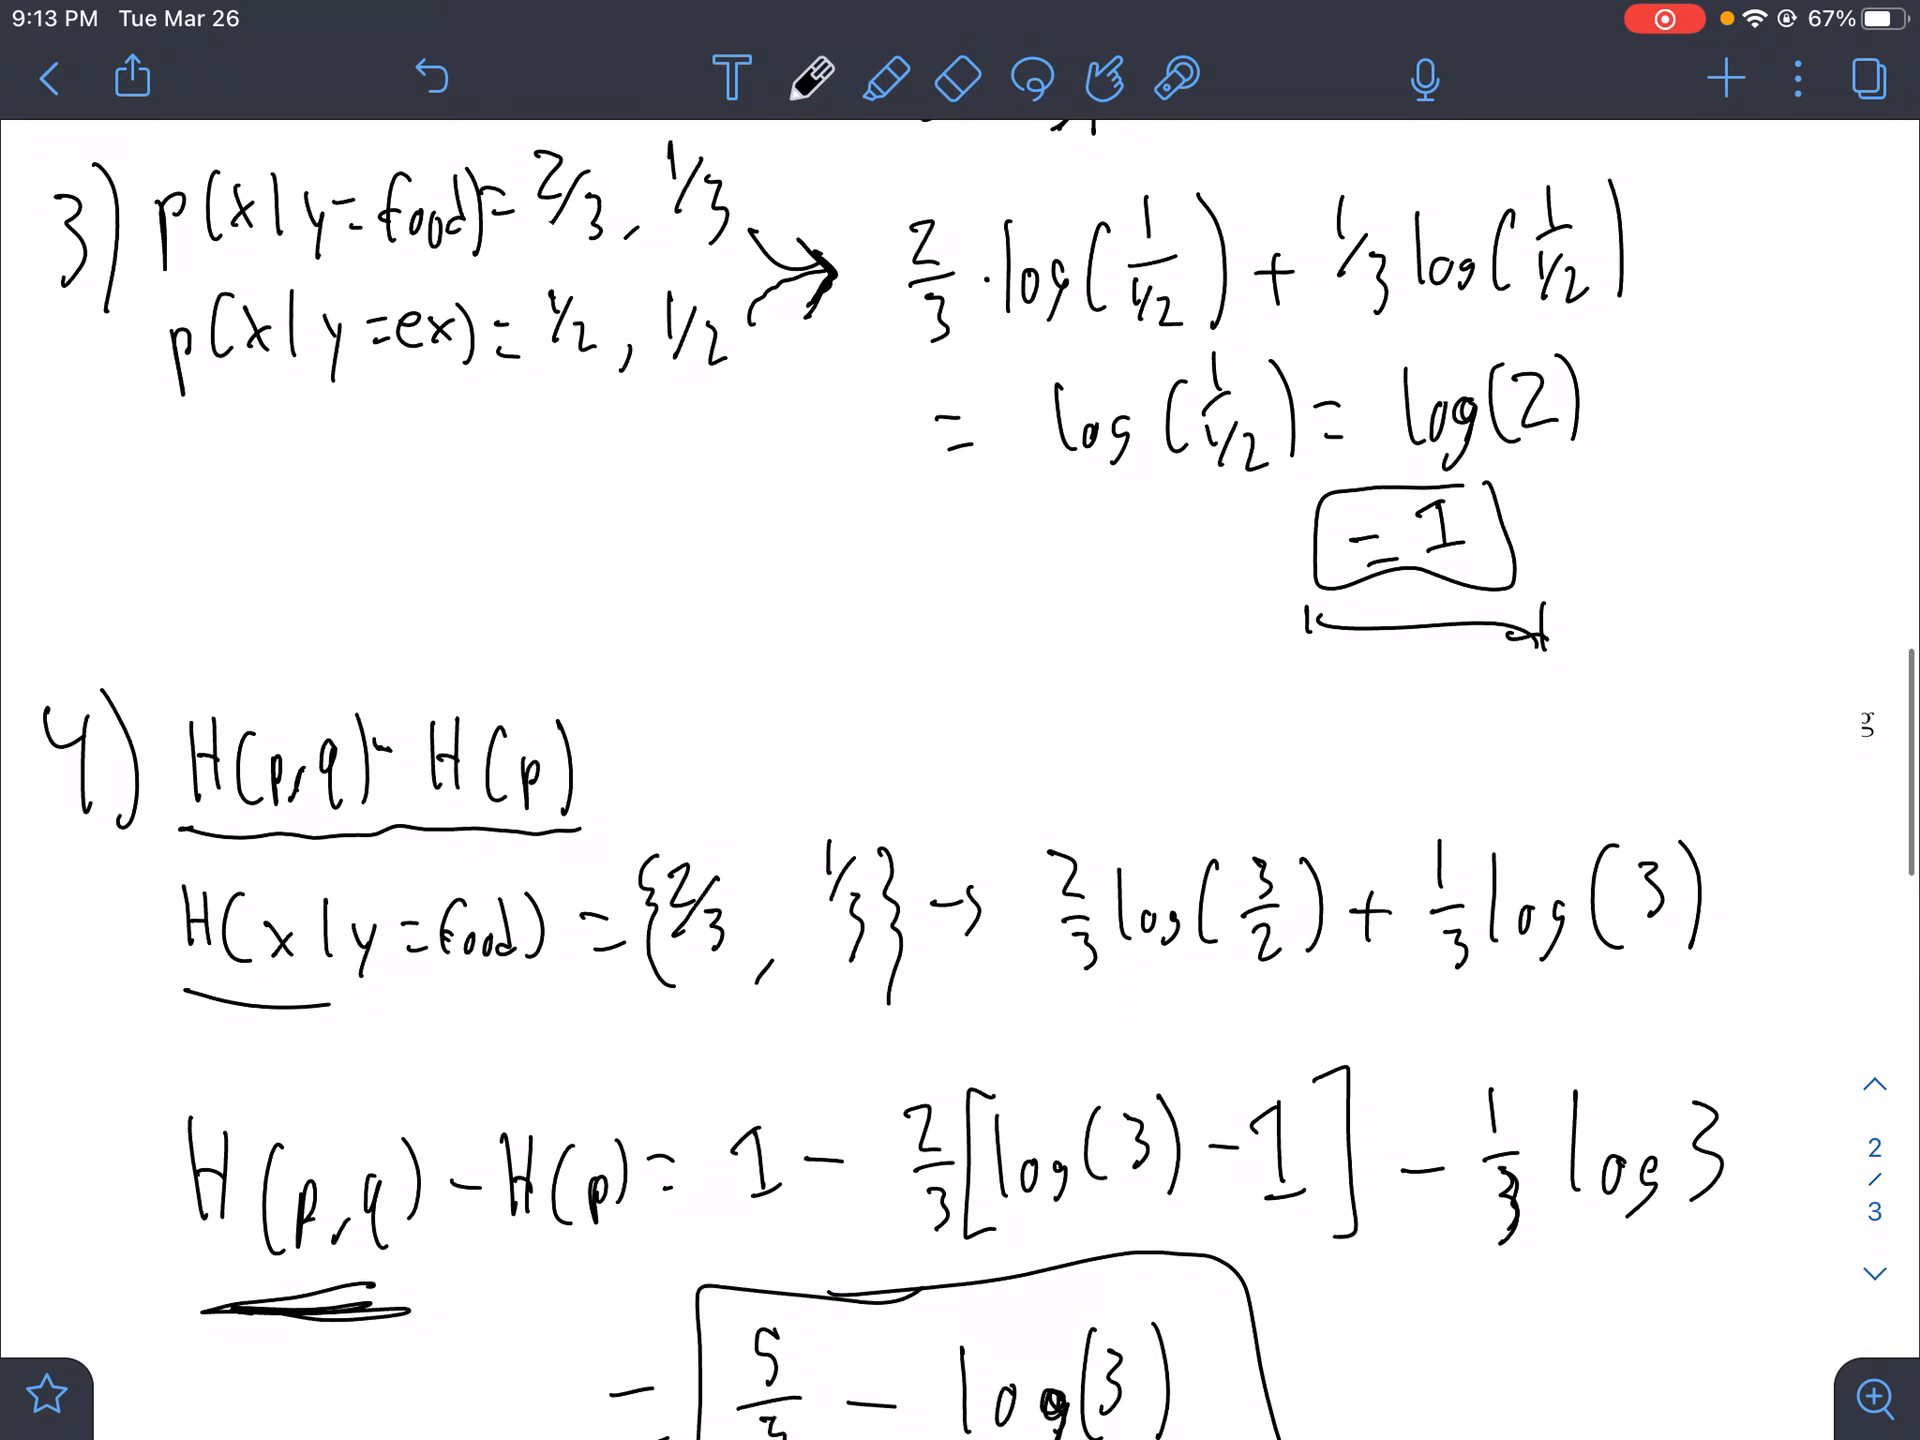 9:13 PM Tue Mar 26
67%
3) p(x|y=food)= 2/3, 1/3
p(x|y=ex) = 1/2, 1/2
2/3 · log(1/(1/2)) + 1/3 log(1/(1/2))
= log(1/(1/2)) = log(2)
= 1
4) H(p,q) - H(p)
g
H(x|y=food) = {2/3, 1/3} → 2/3 log(3/2) + 1/3 log(3)
H(p,q) - H(p) = 1 - 2/3 [log(3) - 1] - 1/3 log 3
2
/
3
= 5/3 - log(3)